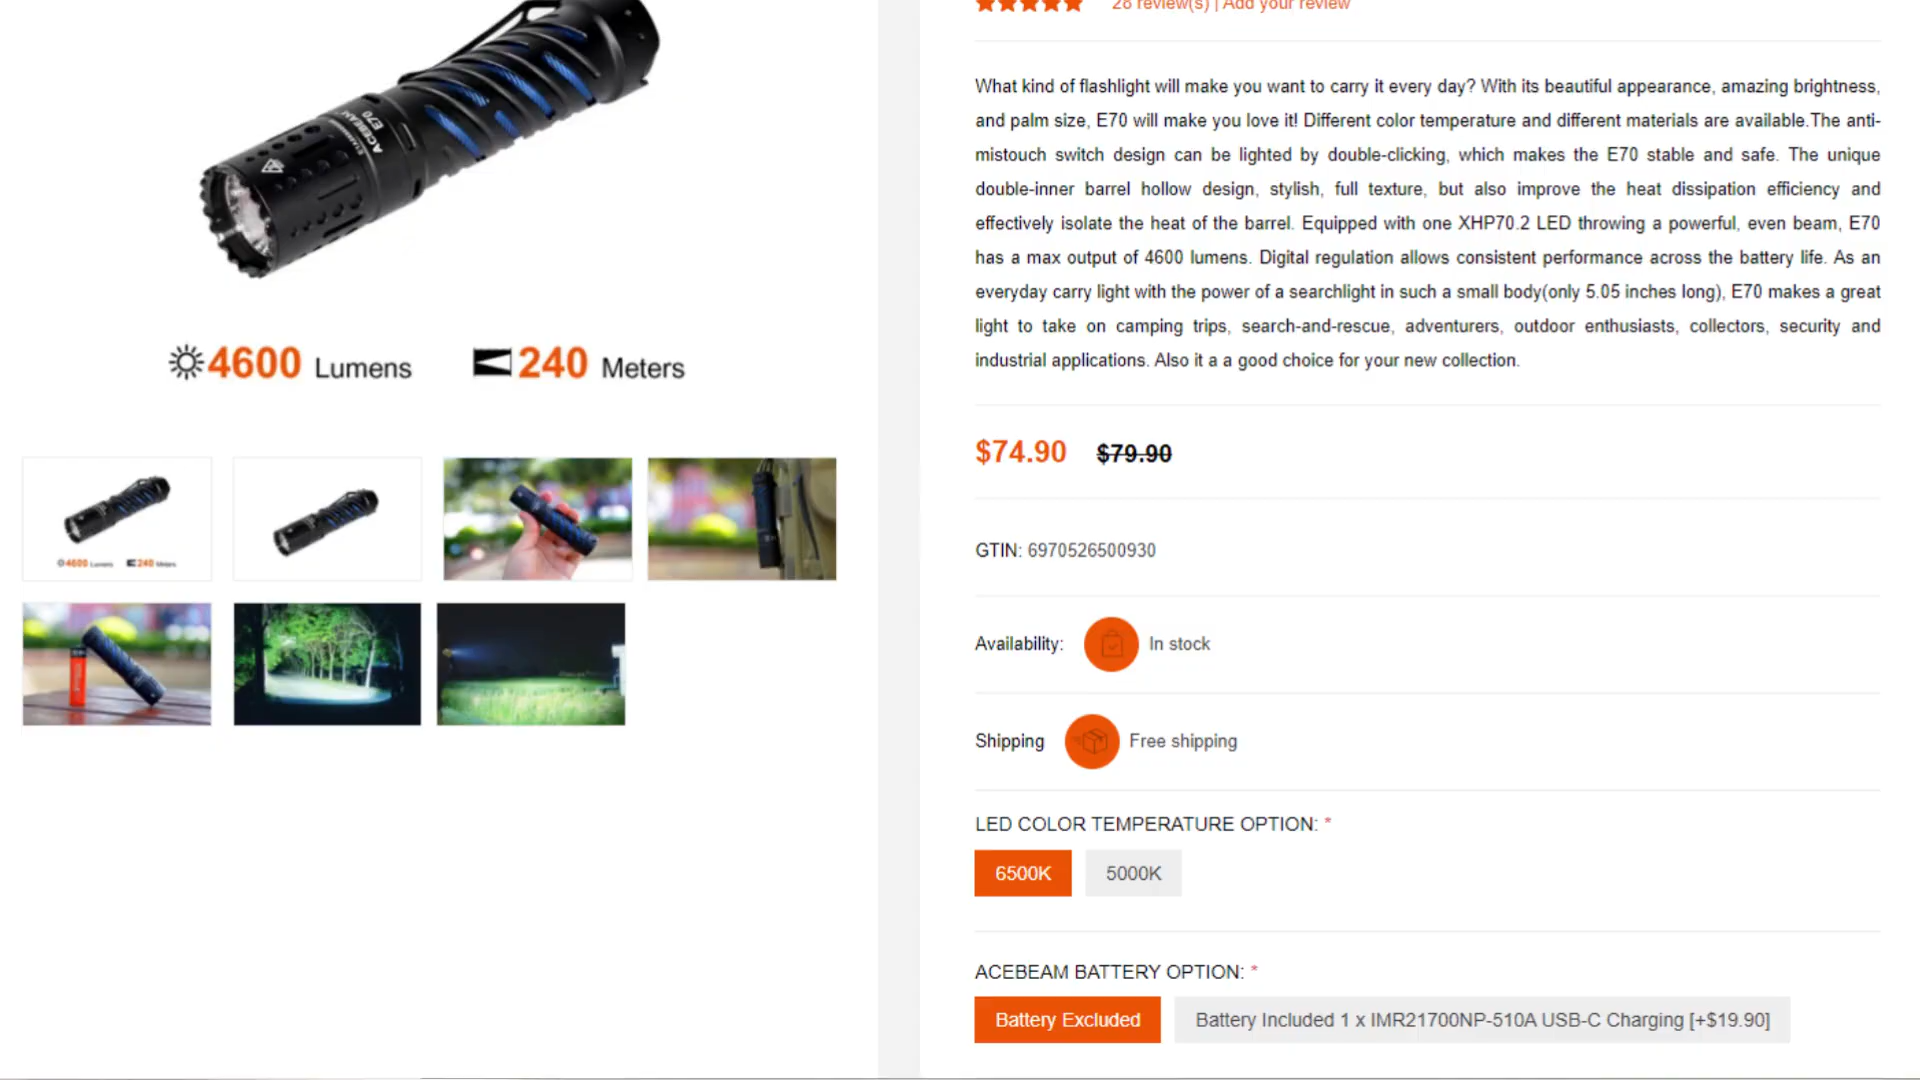 28 review(s) | Add your review
What kind of flashlight will make you want to carry it every day? With its beautiful appearance, amazing brightness,
and palm size, E70 will make you love it! Different color temperature and different materials are available.The anti-
mistouch switch design can be lighted by double-clicking, which makes the E70 stable and safe. The unique
double-inner barrel hollow design, stylish, full texture, but also improve the heat dissipation efficiency and
effectively isolate the heat of the barrel. Equipped with one XHP70.2 LED throwing a powerful, even beam, E70
has a max output of 4600 lumens. Digital regulation allows consistent performance across the battery life. As an
everyday carry light with the power of a searchlight in such a small body(only 5.05 inches long), E70 makes a great
light to take on camping trips, search-and-rescue, adventurers, outdoor enthusiasts, collectors, security and
industrial applications. Also it a a good choice for your new collection.
ACEBEAM
E70
4600 Lumens 240 Meters
4600 Lumens 240 Meters
$74.90 $79.90
GTIN: 6970526500930
Availability: In stock
Shipping Free shipping
LED COLOR TEMPERATURE OPTION: *
6500K 5000K
ACEBEAM BATTERY OPTION: *
Battery Excluded Battery Included 1 x IMR21700NP-510A USB-C Charging [+$19.90]